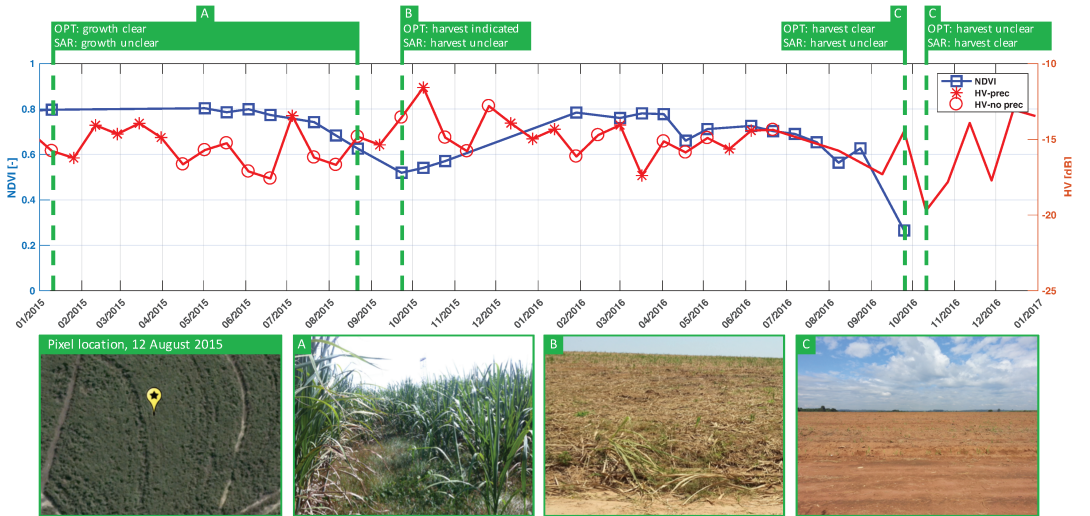 A
B
C
C
OPT: growth clear
SAR: growth unclear
OPT: harvest indicated
SAR: harvest unclear
OPT: harvest clear
SAR: harvest unclear
OPT: harvest unclear
SAR: harvest clear
1
0.8
0.6
0.4
0.2
0
NDVI [-]
-10
-15
-20
-25
HV [dB]
NDVI
HV-prec
HV-no prec
01/2015
02/2015
03/2015
04/2015
05/2015
06/2015
07/2015
08/2015
09/2015
10/2015
11/2015
12/2015
01/2016
02/2016
03/2016
04/2016
05/2016
06/2016
07/2016
08/2016
09/2016
10/2016
11/2016
12/2016
01/2017
Pixel location, 12 August 2015
A
B
C